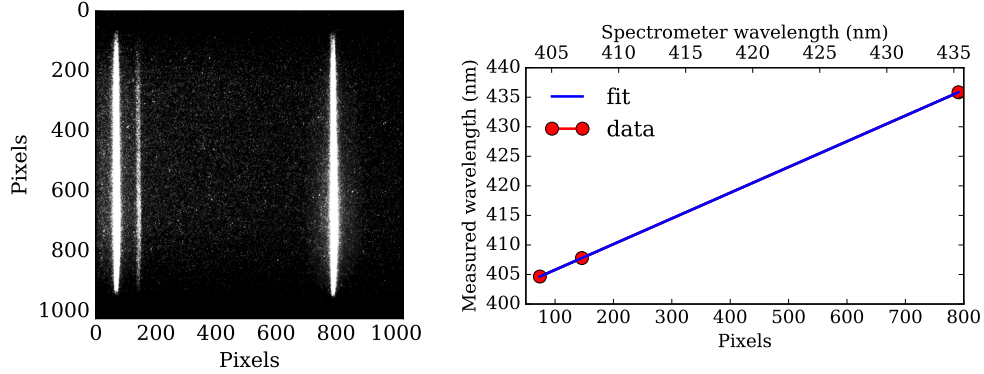 0
200
400
600
800
1000
Pixels
0 200 400 600 800 1000
Pixels
Spectrometer wavelength (nm)
405 410 415 420 425 430 435
440
435
430
425
420
415
410
405
400
Measured wavelength (nm)
fit
data
100 200 300 400 500 600 700 800
Pixels